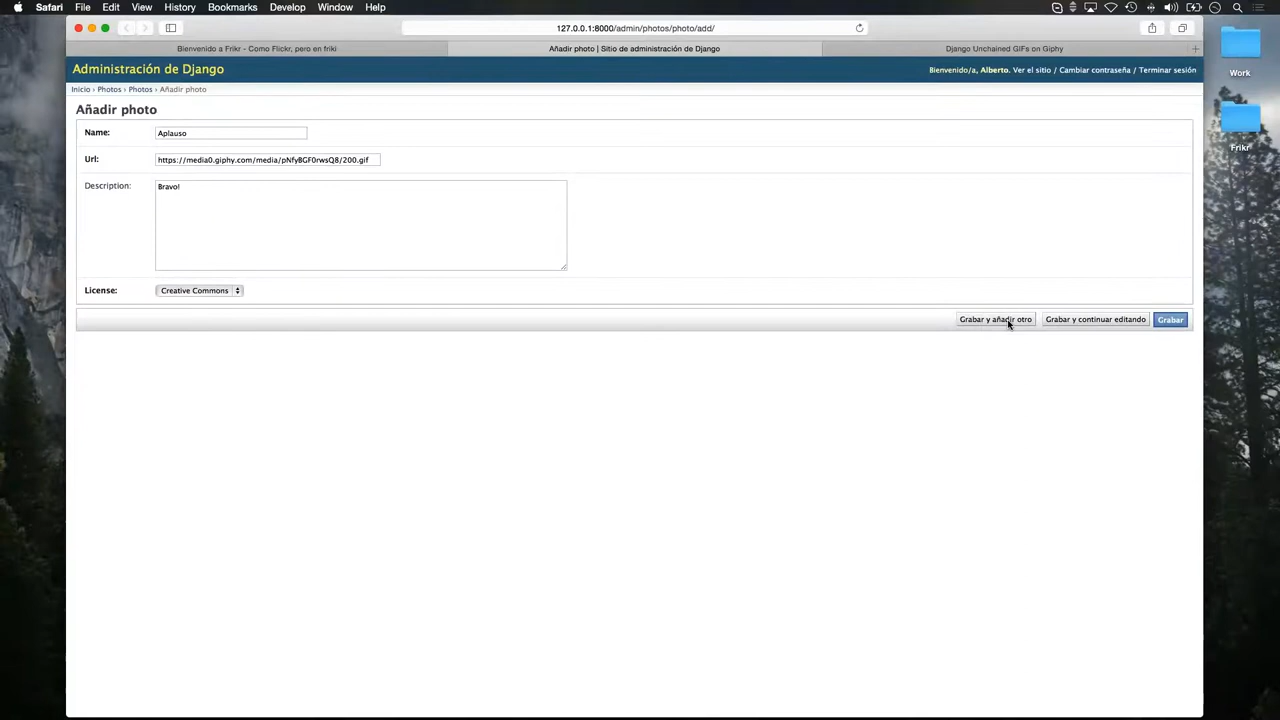 Safari File Edit View History Bookmarks Develop Window Help
127.0.0.1:8000/admin/photos/photo/add/
Bienvenido a Frikr - Como Flickr, pero en friki
Añadir photo | Sitio de administración de Django
Django Unchained GIFs on Giphy
Administración de Django
Bienvenido/a, Alberto. Ver el sitio / Cambiar contraseña / Terminar sesión
Inicio › Photos › Photos › Añadir photo
Añadir photo
Name: Aplauso
Url: https://media0.giphy.com/media/pNfyBGF0rwsQ8/200.gif
Description: Bravo!
License: Creative Commons
Grabar y añadir otro Grabar y continuar editando Grabar
Work
Frikr